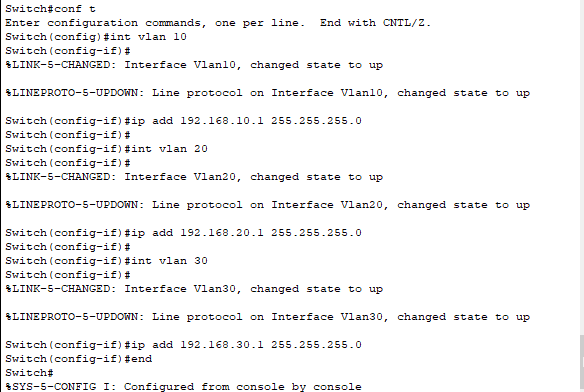 Switch#conf t
Enter configuration commands, one per line.  End with CNTL/Z.
Switch(config)#int vlan 10
Switch(config-if)#
%LINK-5-CHANGED: Interface Vlan10, changed state to up
%LINEPROTO-5-UPDOWN: Line protocol on Interface Vlan10, changed state to up
Switch(config-if)#ip add 192.168.10.1 255.255.255.0
Switch(config-if)#
Switch(config-if)#int vlan 20
Switch(config-if)#
%LINK-5-CHANGED: Interface Vlan20, changed state to up
%LINEPROTO-5-UPDOWN: Line protocol on Interface Vlan20, changed state to up
Switch(config-if)#ip add 192.168.20.1 255.255.255.0
Switch(config-if)#
Switch(config-if)#int vlan 30
Switch(config-if)#
%LINK-5-CHANGED: Interface Vlan30, changed state to up
%LINEPROTO-5-UPDOWN: Line protocol on Interface Vlan30, changed state to up
Switch(config-if)#ip add 192.168.30.1 255.255.255.0
Switch(config-if)#end
Switch#
%SYS-5-CONFIG I: Configured from console by console